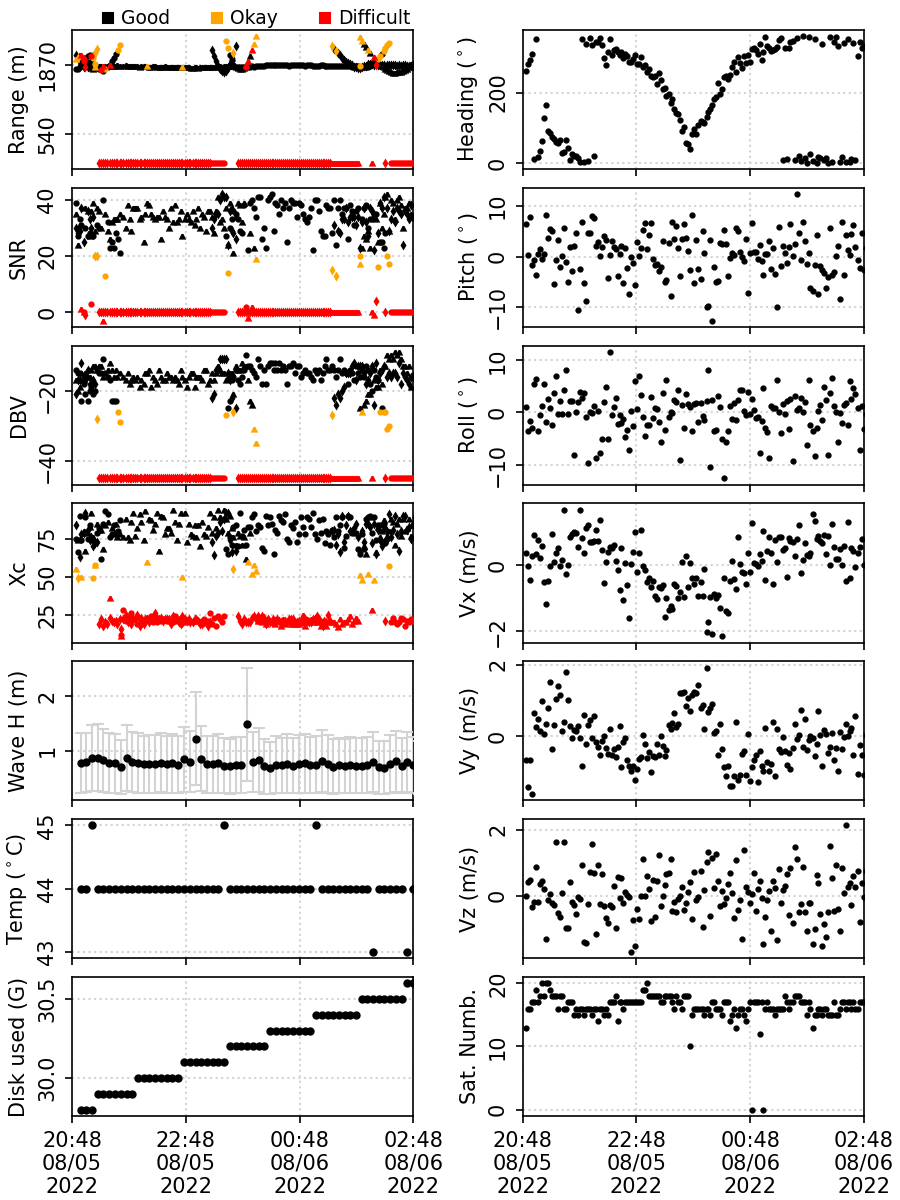 Good Okay Difficult
Range (m)
1870
540
Heading (°)
200
0
SNR
40
20
0
Pitch (°)
10
0
−10
DBV
−20
−40
Roll (°)
10
0
−10
Xc
75
50
25
Vx (m/s)
0
−2
Wave H (m)
2
1
Vy (m/s)
2
0
Temp (°C)
45
44
43
Vz (m/s)
2
0
Disk used (G)
30.5
30.0
Sat. Numb.
20
10
0
20:48 22:48 00:48 02:48
08/05 08/05 08/06 08/06
2022 2022 2022 2022
20:48 22:48 00:48 02:48
08/05 08/05 08/06 08/06
2022 2022 2022 2022